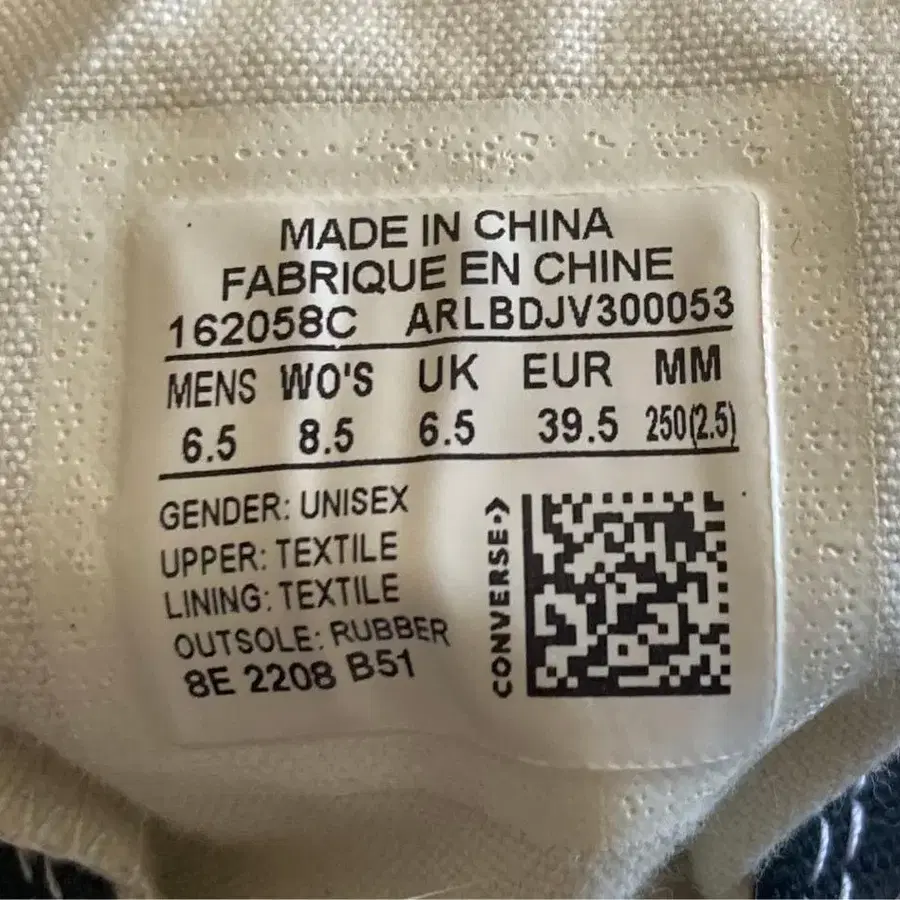 MADE IN CHINA
FABRIQUE EN CHINE
162058C ARLBDJV300053
MENS WO'S UK EUR MM
6.5 8.5 6.5 39.5 250(2.5)
GENDER: UNISEX
UPPER: TEXTILE
LINING: TEXTILE
OUTSOLE: RUBBER
8E 2208 B51
CONVERSE